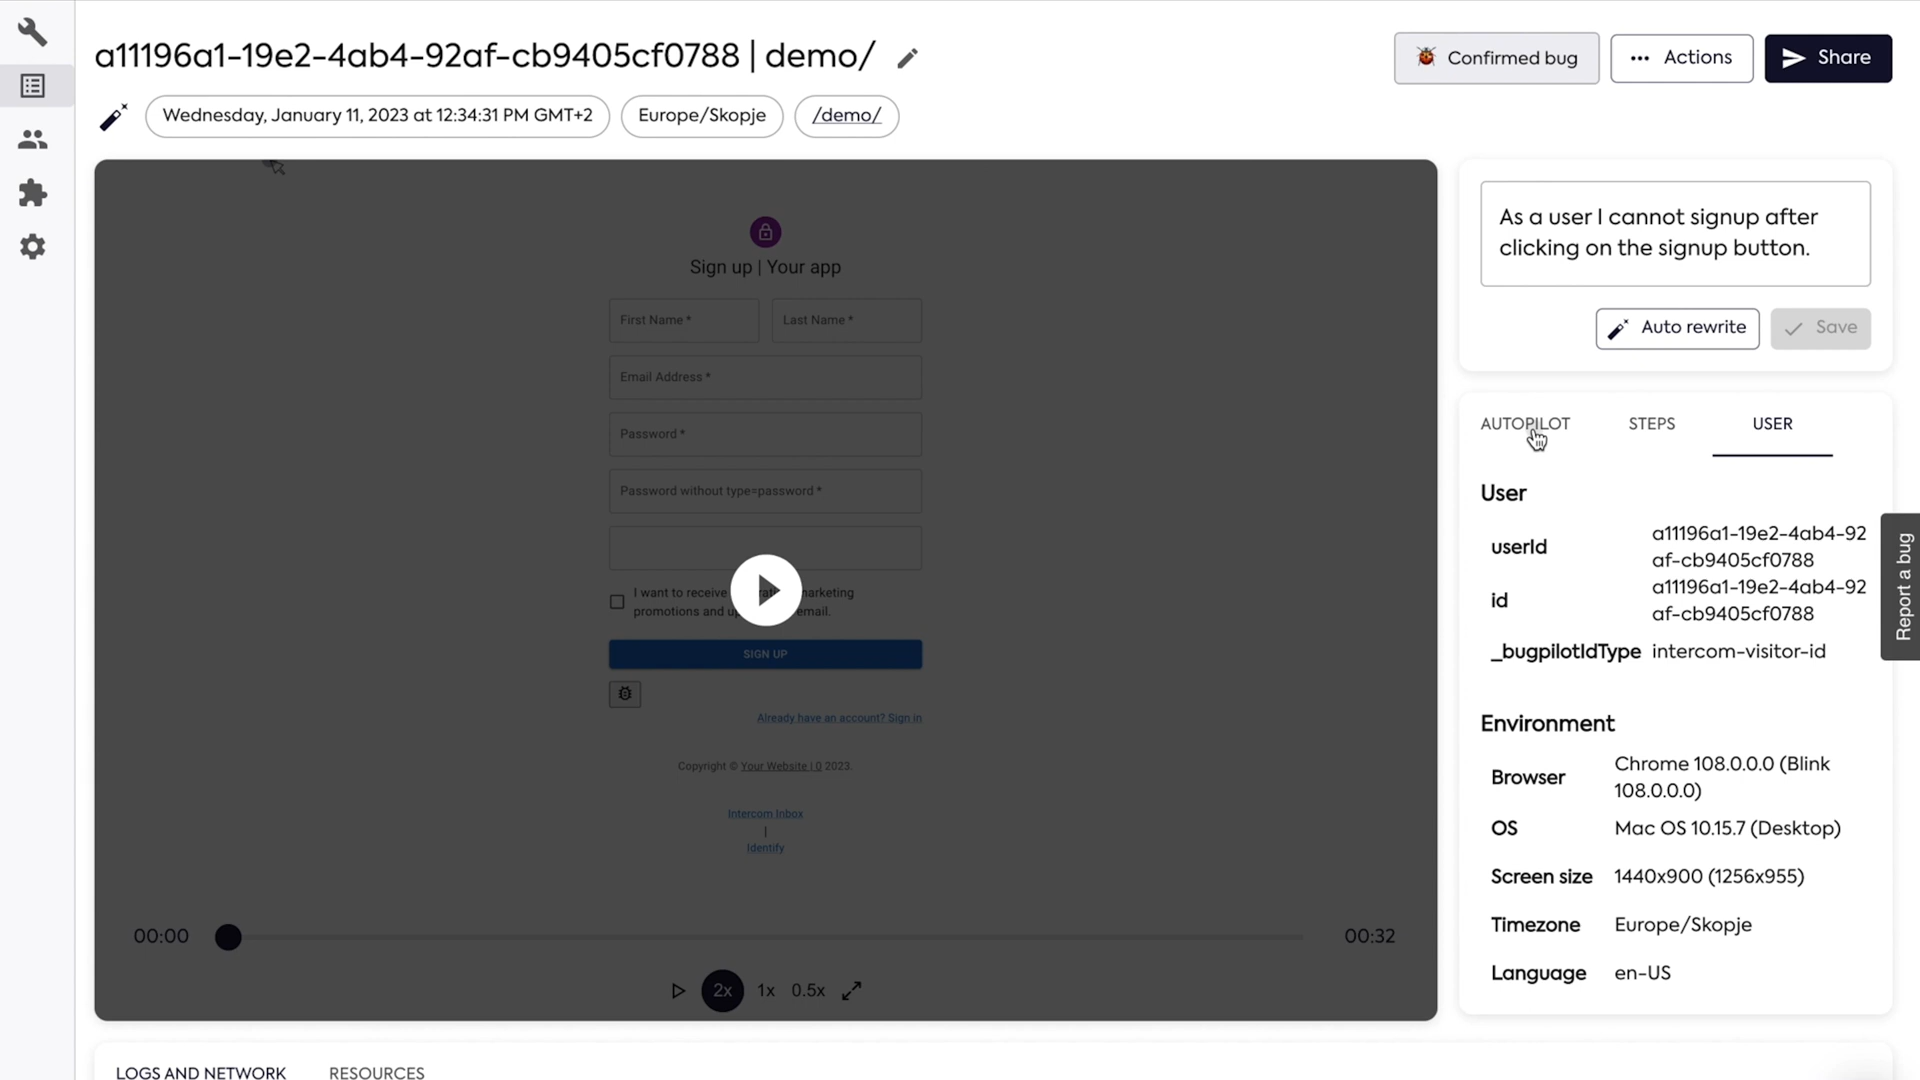 a11196a1-19e2-4ab4-92af-cb9405cf0788 | demo/
Confirmed bug
Actions
Share
Wednesday, January 11, 2023 at 12:34:31 PM GMT+2
Europe/Skopje
/demo/
Sign up | Your app
First Name *
Last Name *
Email Address *
Password *
Password without type=password *
I want to receive marketing
promotions and email.
SIGN UP
Already have an account? Sign in
Copyright © Your Website | 0 2023.
Intercom Inbox
|
Identify
00:00
00:32
2x
1x
0.5x
As a user I cannot signup after
clicking on the signup button.
Auto rewrite
Save
AUTOPILOT
STEPS
USER
User
userId
a11196a1-19e2-4ab4-92
af-cb9405cf0788
id
a11196a1-19e2-4ab4-92
af-cb9405cf0788
_bugpilotIdType
intercom-visitor-id
Environment
Browser
Chrome 108.0.0.0 (Blink
108.0.0.0)
OS
Mac OS 10.15.7 (Desktop)
Screen size
1440x900 (1256x955)
Timezone
Europe/Skopje
Language
en-US
Report a bug
LOGS AND NETWORK
RESOURCES